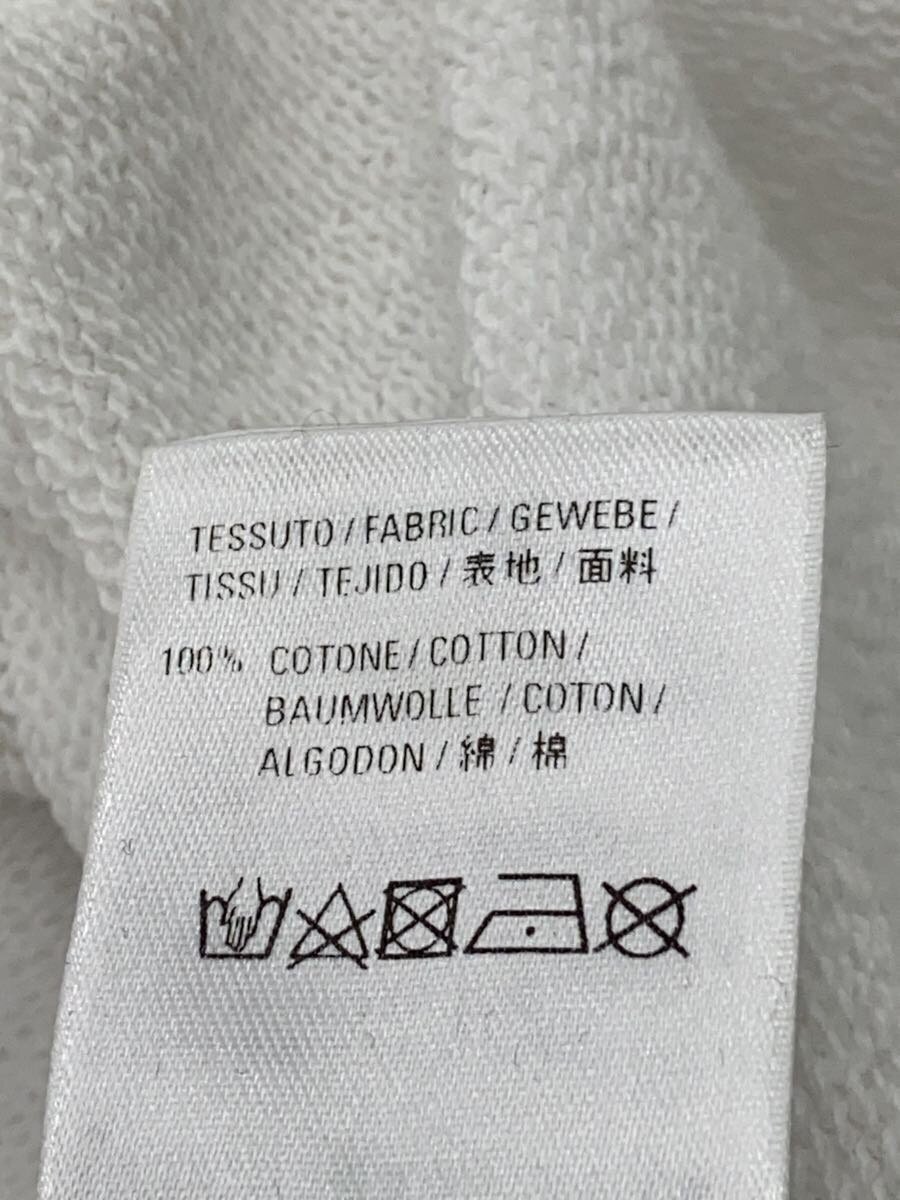 TESSUTO / FABRIC / GEWEBE /
TISSU / TEJIDO / 表地 / 面料
100% COTONE / COTTON /
BAUMWOLLE / COTON /
ALGODON / 綿 / 棉